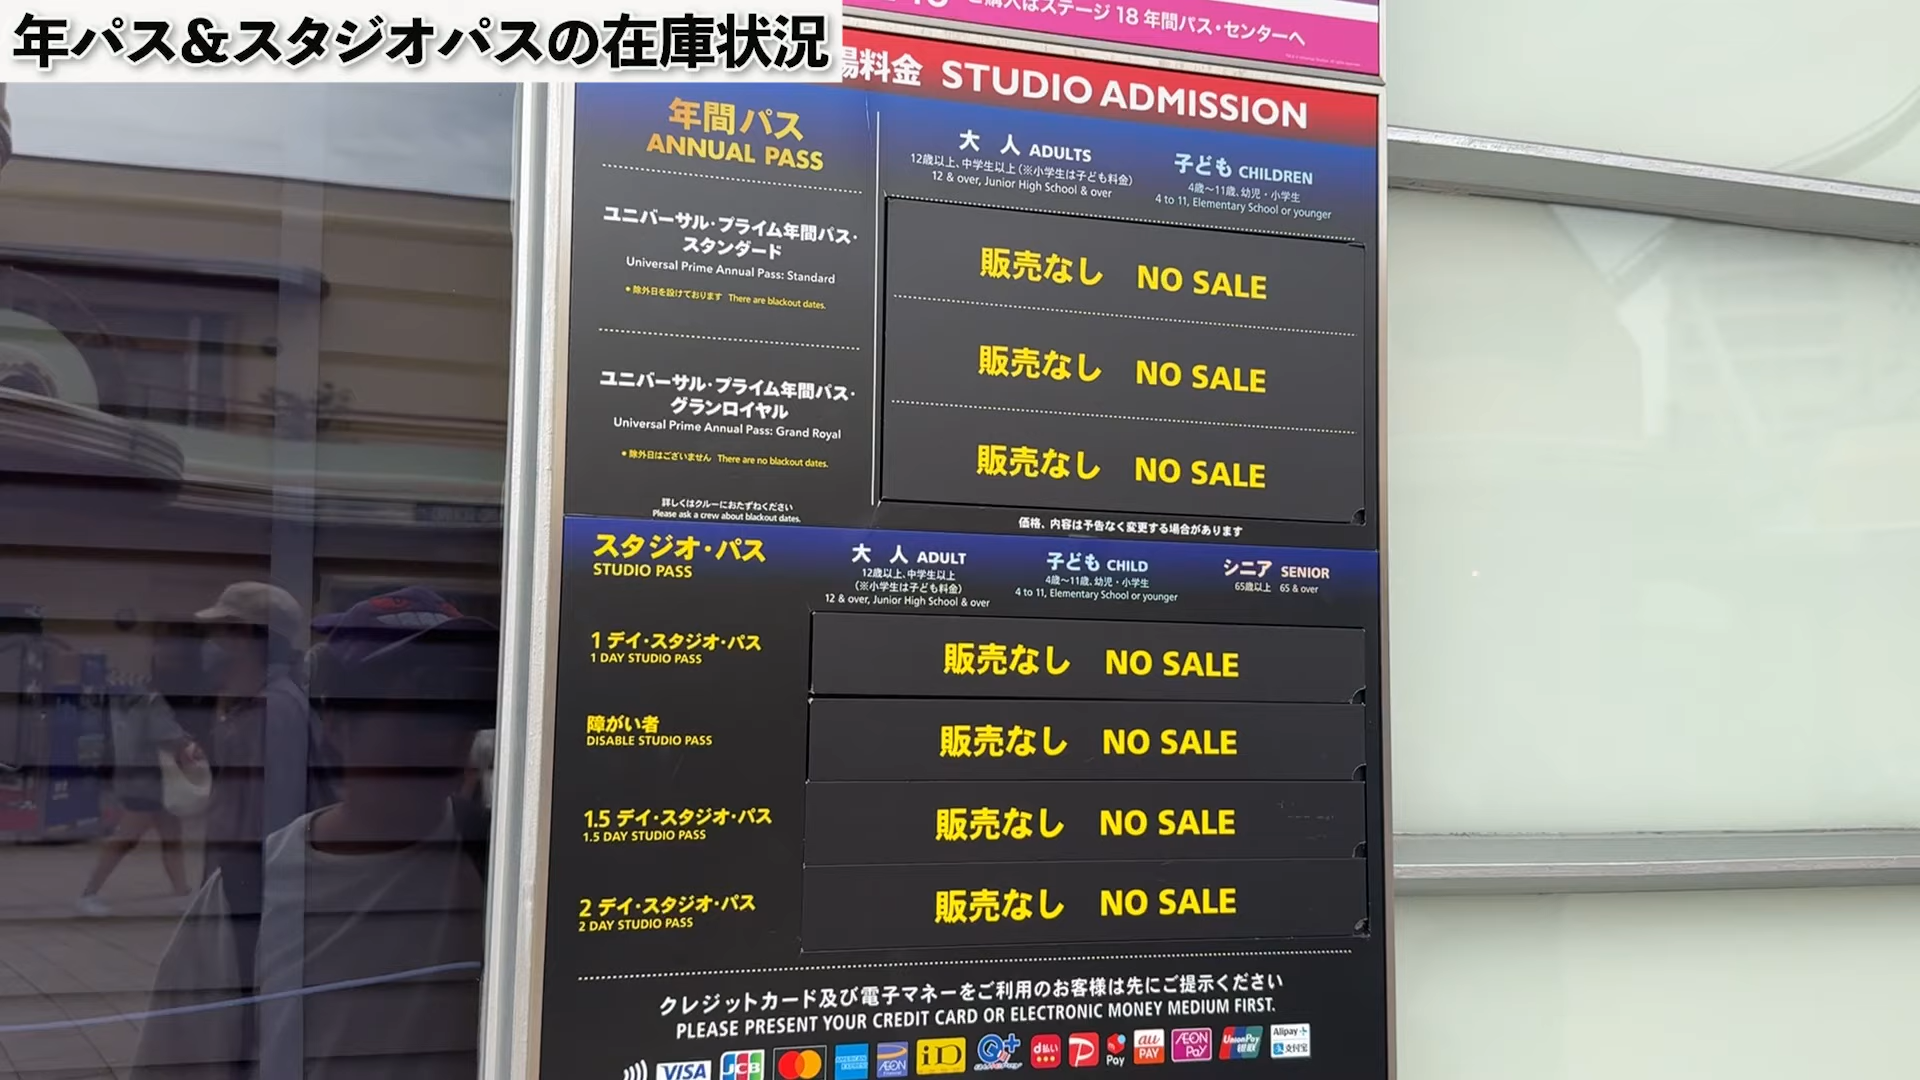 年パス&スタジオパスの在庫状況
ご購入はステージ 18 年間パス・センターへ
場料金 STUDIO ADMISSION
年間パス
ANNUAL PASS
大 人 ADULTS
12歳以上、中学生以上(※小学生は子ども料金)
12 & over, Junior High School & over
子ども CHILDREN
4歳〜11歳、幼児・小学生
4 to 11, Elementary School or younger
ユニバーサル・プライム年間パス・
スタンダード
Universal Prime Annual Pass: Standard
• 除外日を設けております There are blackout dates.
販売なし NO SALE
販売なし NO SALE
ユニバーサル・プライム年間パス・
グランロイヤル
Universal Prime Annual Pass: Grand Royal
• 除外日はございません There are no blackout dates.
販売なし NO SALE
詳しくはクルーにおたずねください
Please ask a crew about blackout dates.
価格、内容は予告なく変更する場合があります
スタジオ・パス
STUDIO PASS
大 人 ADULT
12歳以上、中学生以上
(※小学生は子ども料金)
12 & over, Junior High School & over
子ども CHILD
4歳〜11歳、幼児・小学生
4 to 11, Elementary School or younger
シニア SENIOR
65歳以上 65 & over
1 デイ・スタジオ・パス
1 DAY STUDIO PASS
販売なし NO SALE
障がい者
DISABLE STUDIO PASS
販売なし NO SALE
1.5 デイ・スタジオ・パス
1.5 DAY STUDIO PASS
販売なし NO SALE
2 デイ・スタジオ・パス
2 DAY STUDIO PASS
販売なし NO SALE
クレジットカード及び電子マネーをご利用のお客様は先にご提示ください
PLEASE PRESENT YOUR CREDIT CARD OR ELECTRONIC MONEY MEDIUM FIRST.
VISA JCB AMERICAN EXPRESS AEON iD d払い Pay au PAY ÆON Pay UnionPay 银联 Alipay 支付宝